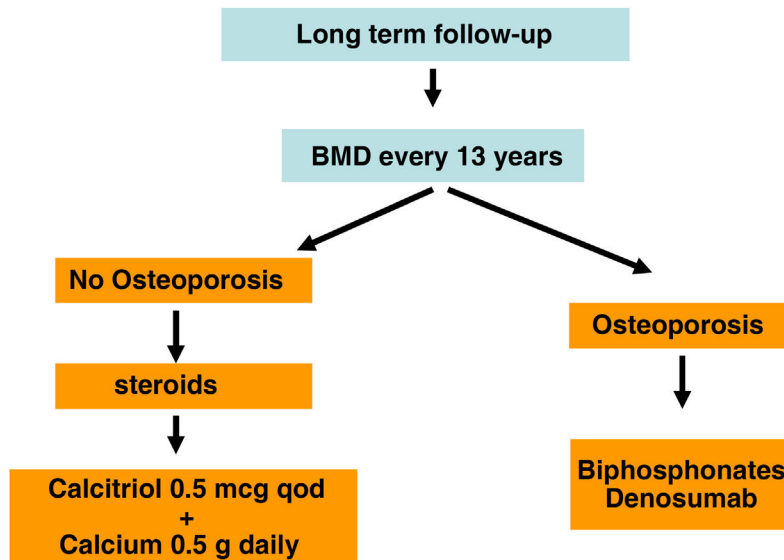 Long term follow-up
BMD every 13 years
No Osteoporosis
Osteoporosis
steroids
Calcitriol 0.5 mcg qod
+
Calcium 0.5 g daily
Biphosphonates
Denosumab